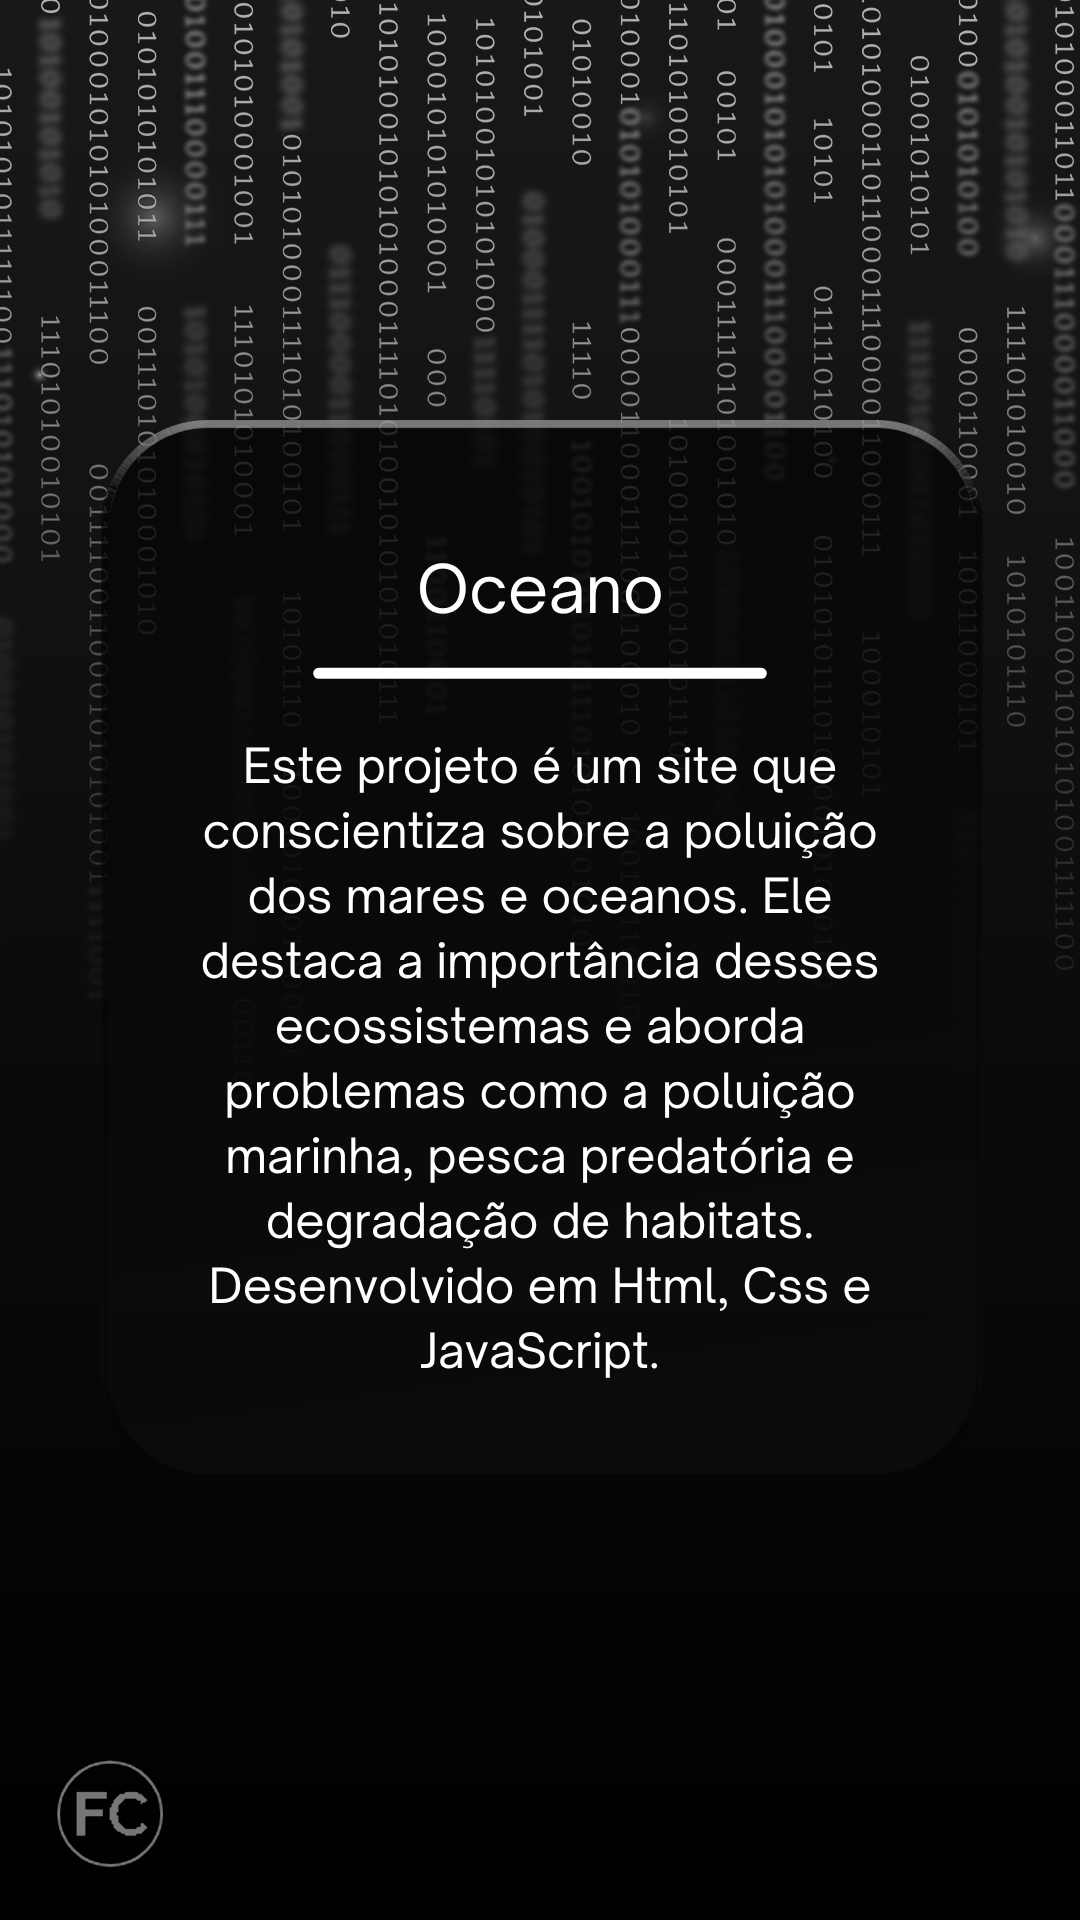 Oceano
Este projeto é um site que
conscientiza sobre a poluição
dos mares e oceanos. Ele
destaca a importância desses
ecossistemas e aborda
problemas como a poluição
marinha, pesca predatória e
degradação de habitats.
Desenvolvido em Html, Css e
JavaScript.
FC